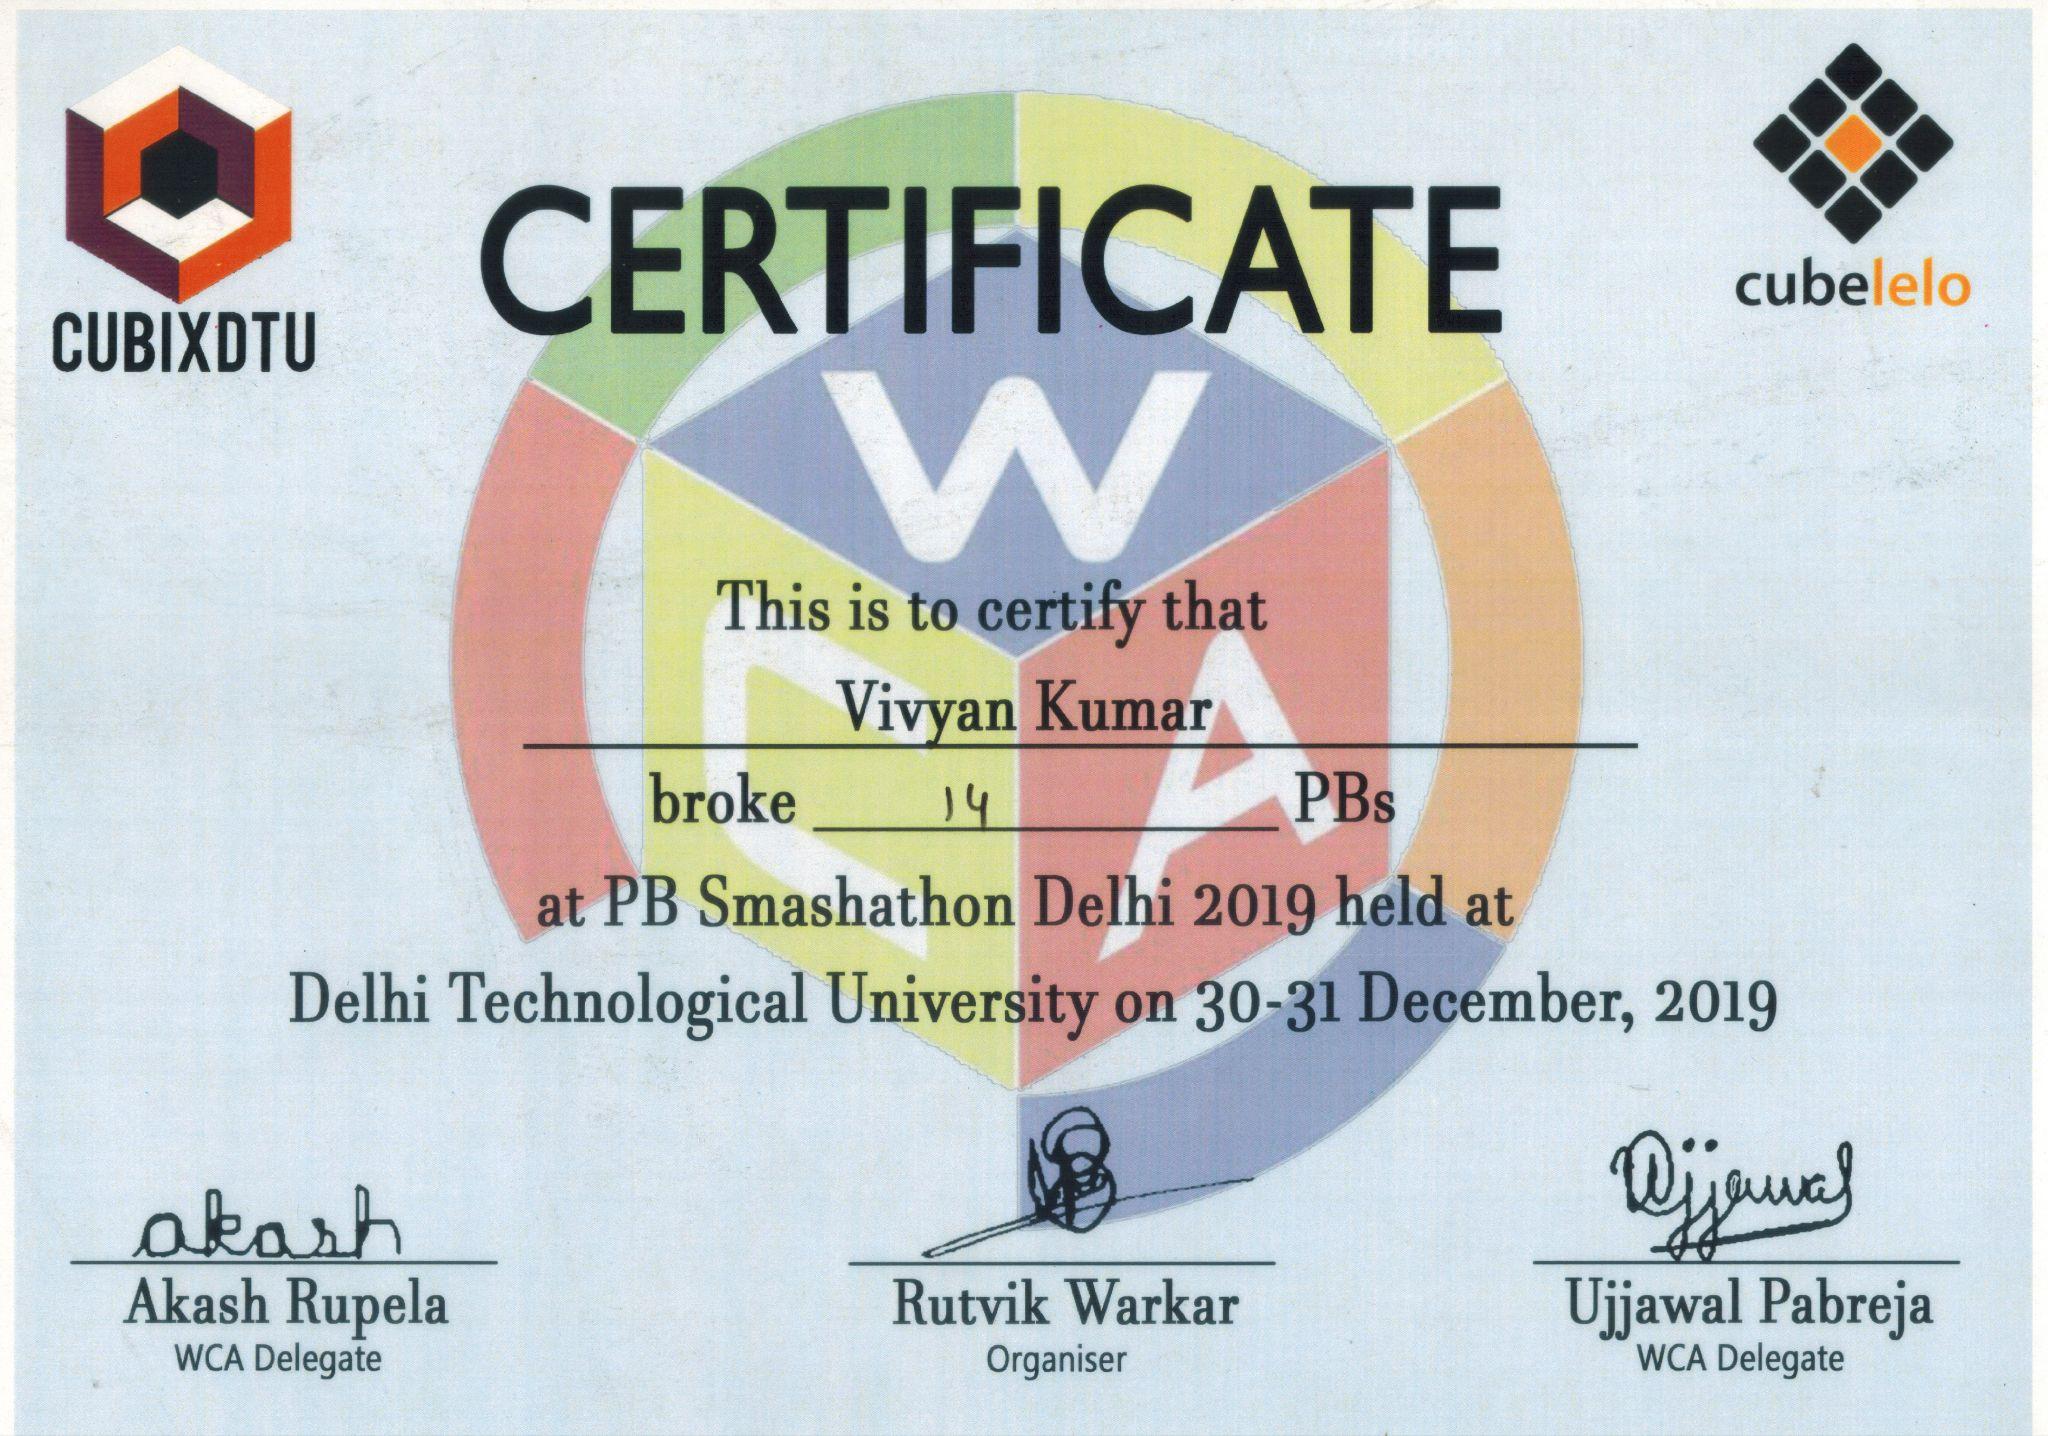 CUBIXDTU
cubelelo
CERTIFICATE
W
C
A
This is to certify that
Vivyan Kumar
broke 14 PBs
at PB Smashathon Delhi 2019 held at
Delhi Technological University on 30-31 December, 2019
akash
Ujjawal
Akash Rupela
WCA Delegate
Rutvik Warkar
Organiser
Ujjawal Pabreja
WCA Delegate